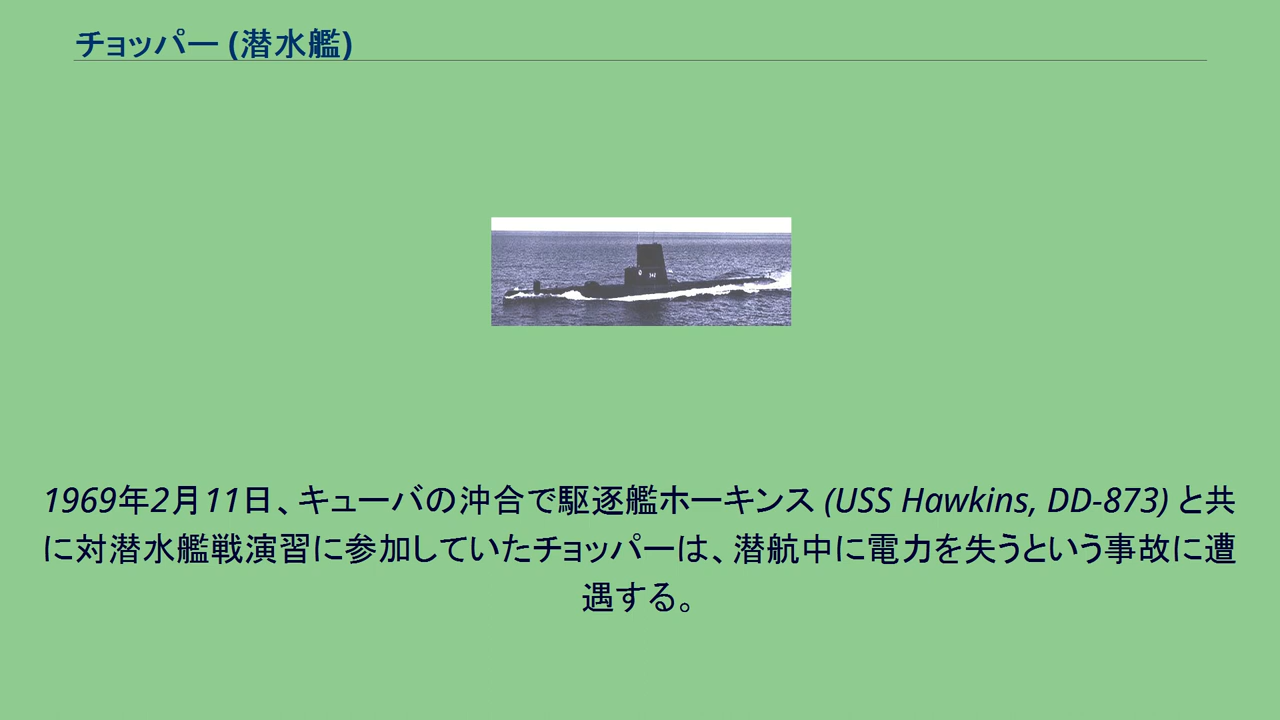 チョッパー (潜水艦)
342
1969年2月11日、キューバの沖合で駆逐艦ホーキンス (USS Hawkins, DD-873) と共
に対潜水艦戦演習に参加していたチョッパーは、潜航中に電力を失うという事故に遭
遇する。